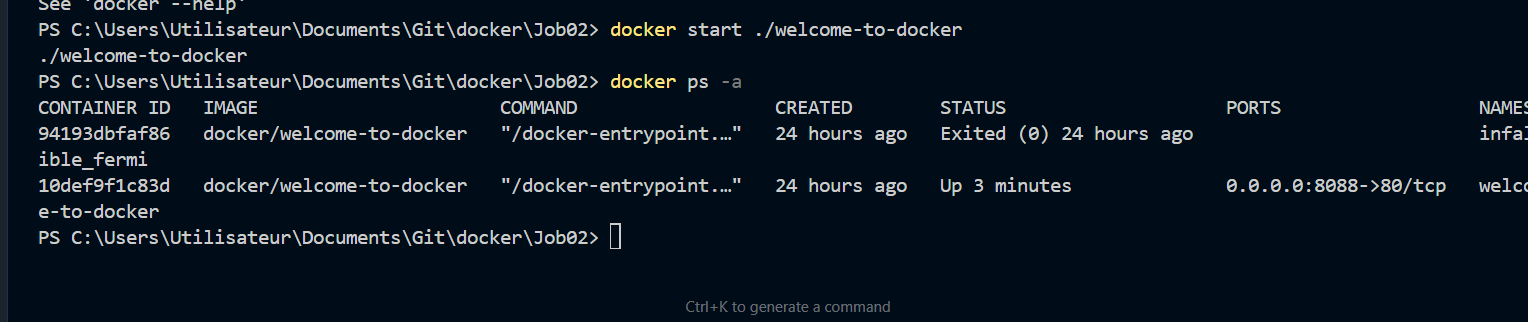 See 'docker --help'
PS C:\Users\Utilisateur\Documents\Git\docker\Job02> docker start ./welcome-to-docker
./welcome-to-docker
PS C:\Users\Utilisateur\Documents\Git\docker\Job02> docker ps -a
CONTAINER ID   IMAGE                      COMMAND                  CREATED        STATUS                    PORTS                  NAMES
94193dbfaf86   docker/welcome-to-docker   "/docker-entrypoint.…"   24 hours ago   Exited (0) 24 hours ago                          infal
ible_fermi
10def9f1c83d   docker/welcome-to-docker   "/docker-entrypoint.…"   24 hours ago   Up 3 minutes              0.0.0.0:8088->80/tcp   welco
e-to-docker
PS C:\Users\Utilisateur\Documents\Git\docker\Job02>
Ctrl+K to generate a command